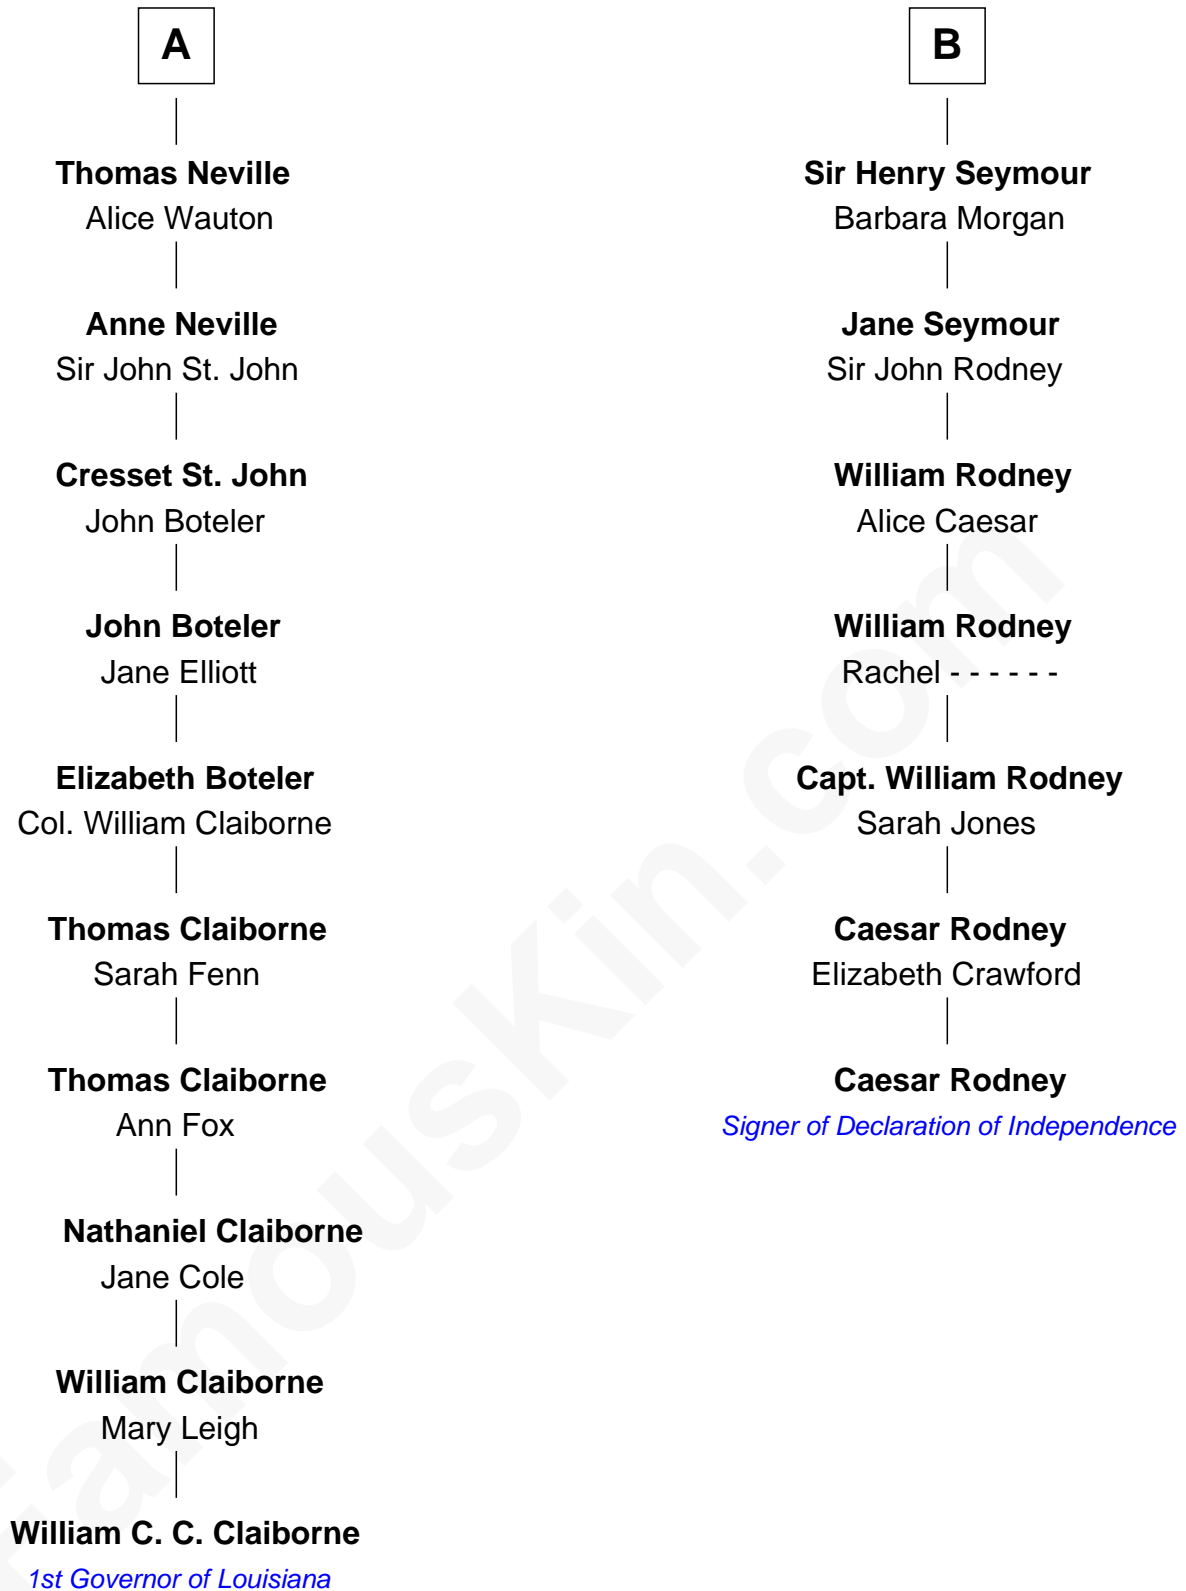 A
Thomas Neville
Alice Wauton
Anne Neville
Sir John St. John
Cresset St. John
John Boteler
John Boteler
Jane Elliott
Elizabeth Boteler
Col. William Claiborne
Thomas Claiborne
Sarah Fenn
Thomas Claiborne
Ann Fox
Nathaniel Claiborne
Jane Cole
William Claiborne
Mary Leigh
William C. C. Claiborne
1st Governor of Louisiana
B
Sir Henry Seymour
Barbara Morgan
Jane Seymour
Sir John Rodney
William Rodney
Alice Caesar
William Rodney
Rachel - - - - - -
Capt. William Rodney
Sarah Jones
Caesar Rodney
Elizabeth Crawford
Caesar Rodney
Signer of Declaration of Independence
FamousKin.com